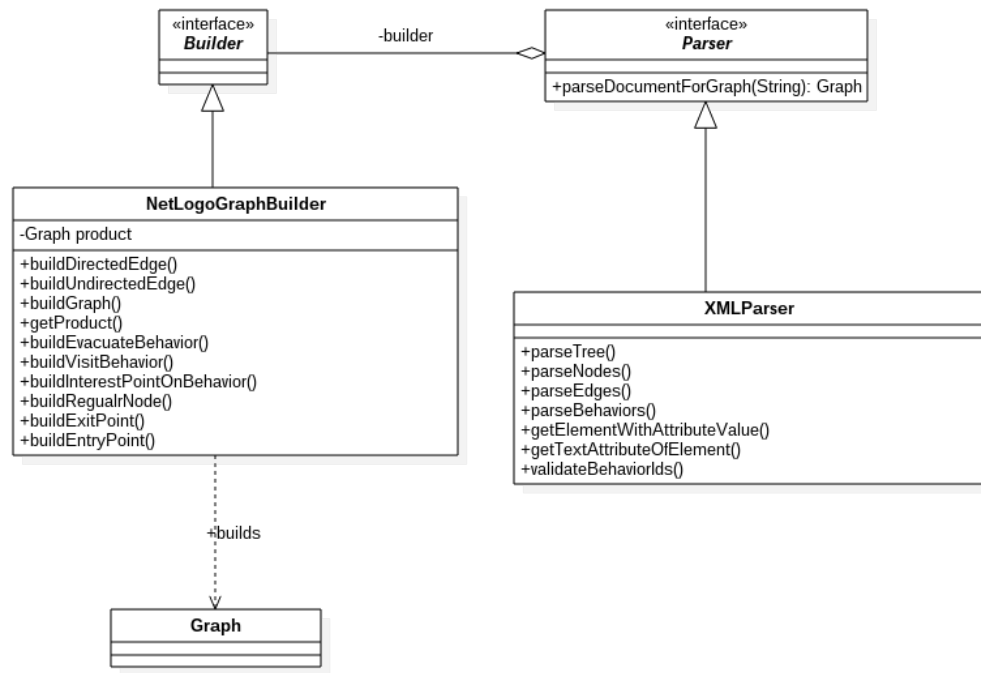 «interface»
Builder
-builder
«interface»
Parser
+parseDocumentForGraph(String): Graph
NetLogoGraphBuilder
-Graph product
+buildDirectedEdge()
+buildUndirectedEdge()
+buildGraph()
+getProduct()
+buildEvacuateBehavior()
+buildVisitBehavior()
+buildInterestPointOnBehavior()
+buildRegualrNode()
+buildExitPoint()
+buildEntryPoint()
XMLParser
+parseTree()
+parseNodes()
+parseEdges()
+parseBehaviors()
+getElementWithAttributeValue()
+getTextAttributeOfElement()
+validateBehaviorIds()
+builds
Graph